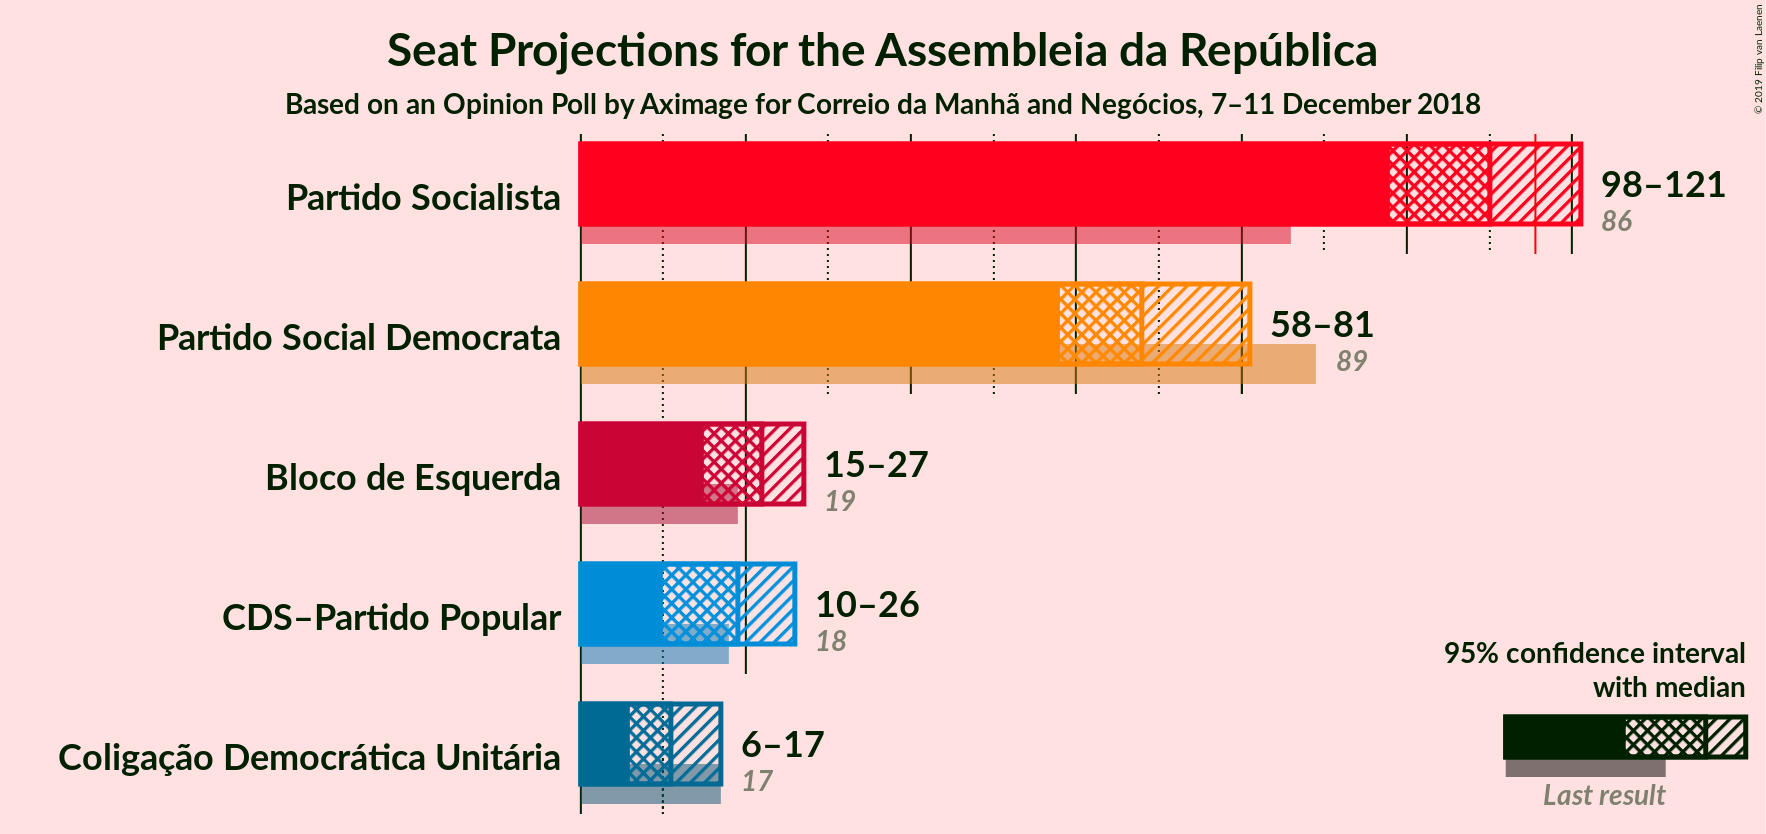 Seat Projections for the Assembleia da República
Based on an Opinion Poll by Aximage for Correio da Manhã and Negócios, 7–11 December 2018
© 2019 Filip van Laenen
Partido Socialista
98–121
86
Partido Social Democrata
58–81
89
Bloco de Esquerda
15–27
19
CDS–Partido Popular
10–26
18
Coligação Democrática Unitária
6–17
17
95% confidence interval
with median
Last result